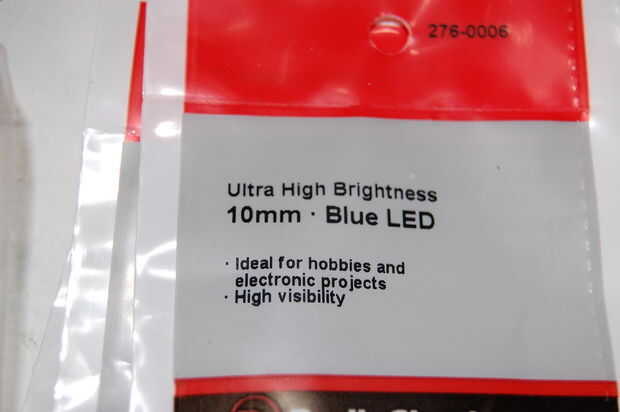 276-0006
Ultra High Brightness
10mm · Blue LED
· Ideal for hobbies and
electronic projects
· High visibility